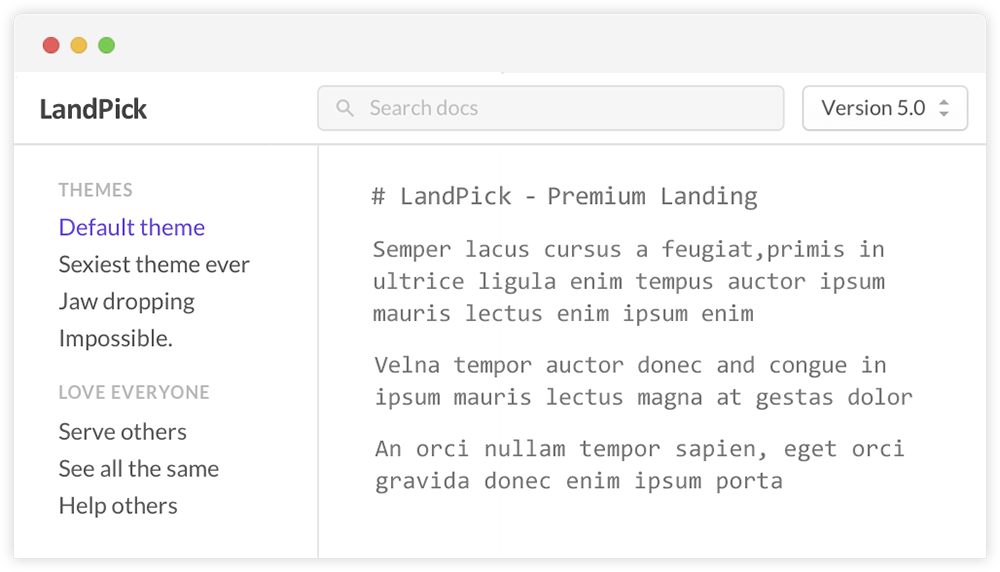 LandPick
Search docs
Version 5.0
THEMES
Default theme
Sexiest theme ever
Jaw dropping
Impossible.
LOVE EVERYONE
Serve others
See all the same
Help others
# LandPick - Premium Landing
Semper lacus cursus a feugiat,primis in
ultrice ligula enim tempus auctor ipsum
mauris lectus enim ipsum enim
Velna tempor auctor donec and congue in
ipsum mauris lectus magna at gestas dolor
An orci nullam tempor sapien, eget orci
gravida donec enim ipsum porta